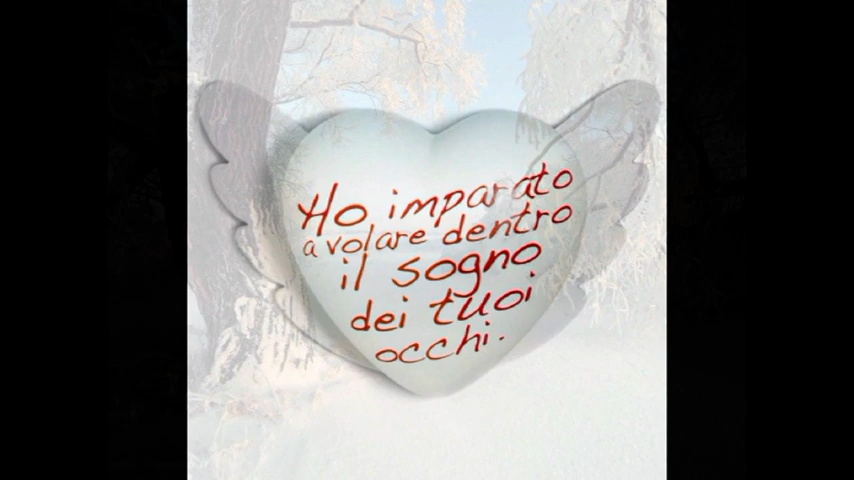 Ho imparato
a volare dentro
il sogno
dei tuoi
occhi.